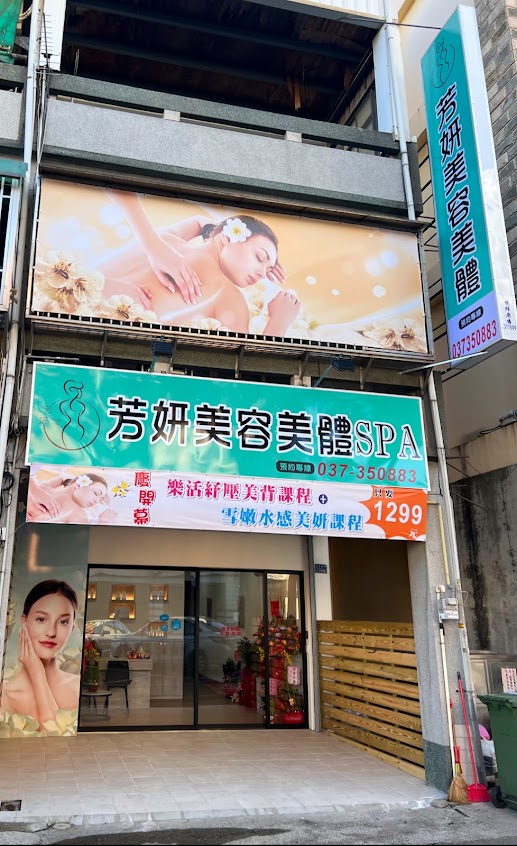 芳妍美容美體
預約專線
037350883
芳妍美容美體SPA
預約專線 037-350883
慶開幕
樂活紓壓美背課程 +
雪嫩水感美妍課程
只要
1299
元